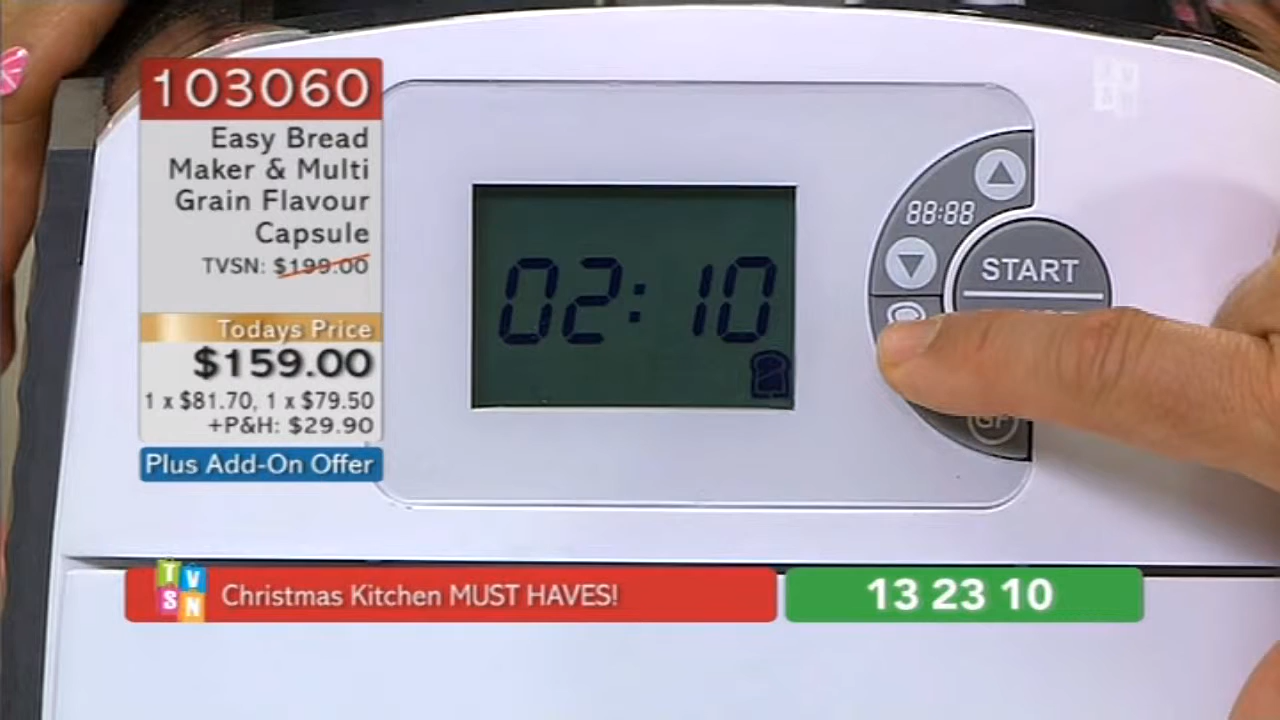 103060
Easy Bread
Maker & Multi
Grain Flavour
Capsule
TVSN: $199.00
Todays Price
$159.00
1 x $81.70, 1 x $79.50
+P&H: $29.90
Plus Add-On Offer
02:10
88:88
START
GF
TVSN
Christmas Kitchen MUST HAVES!
13 23 10